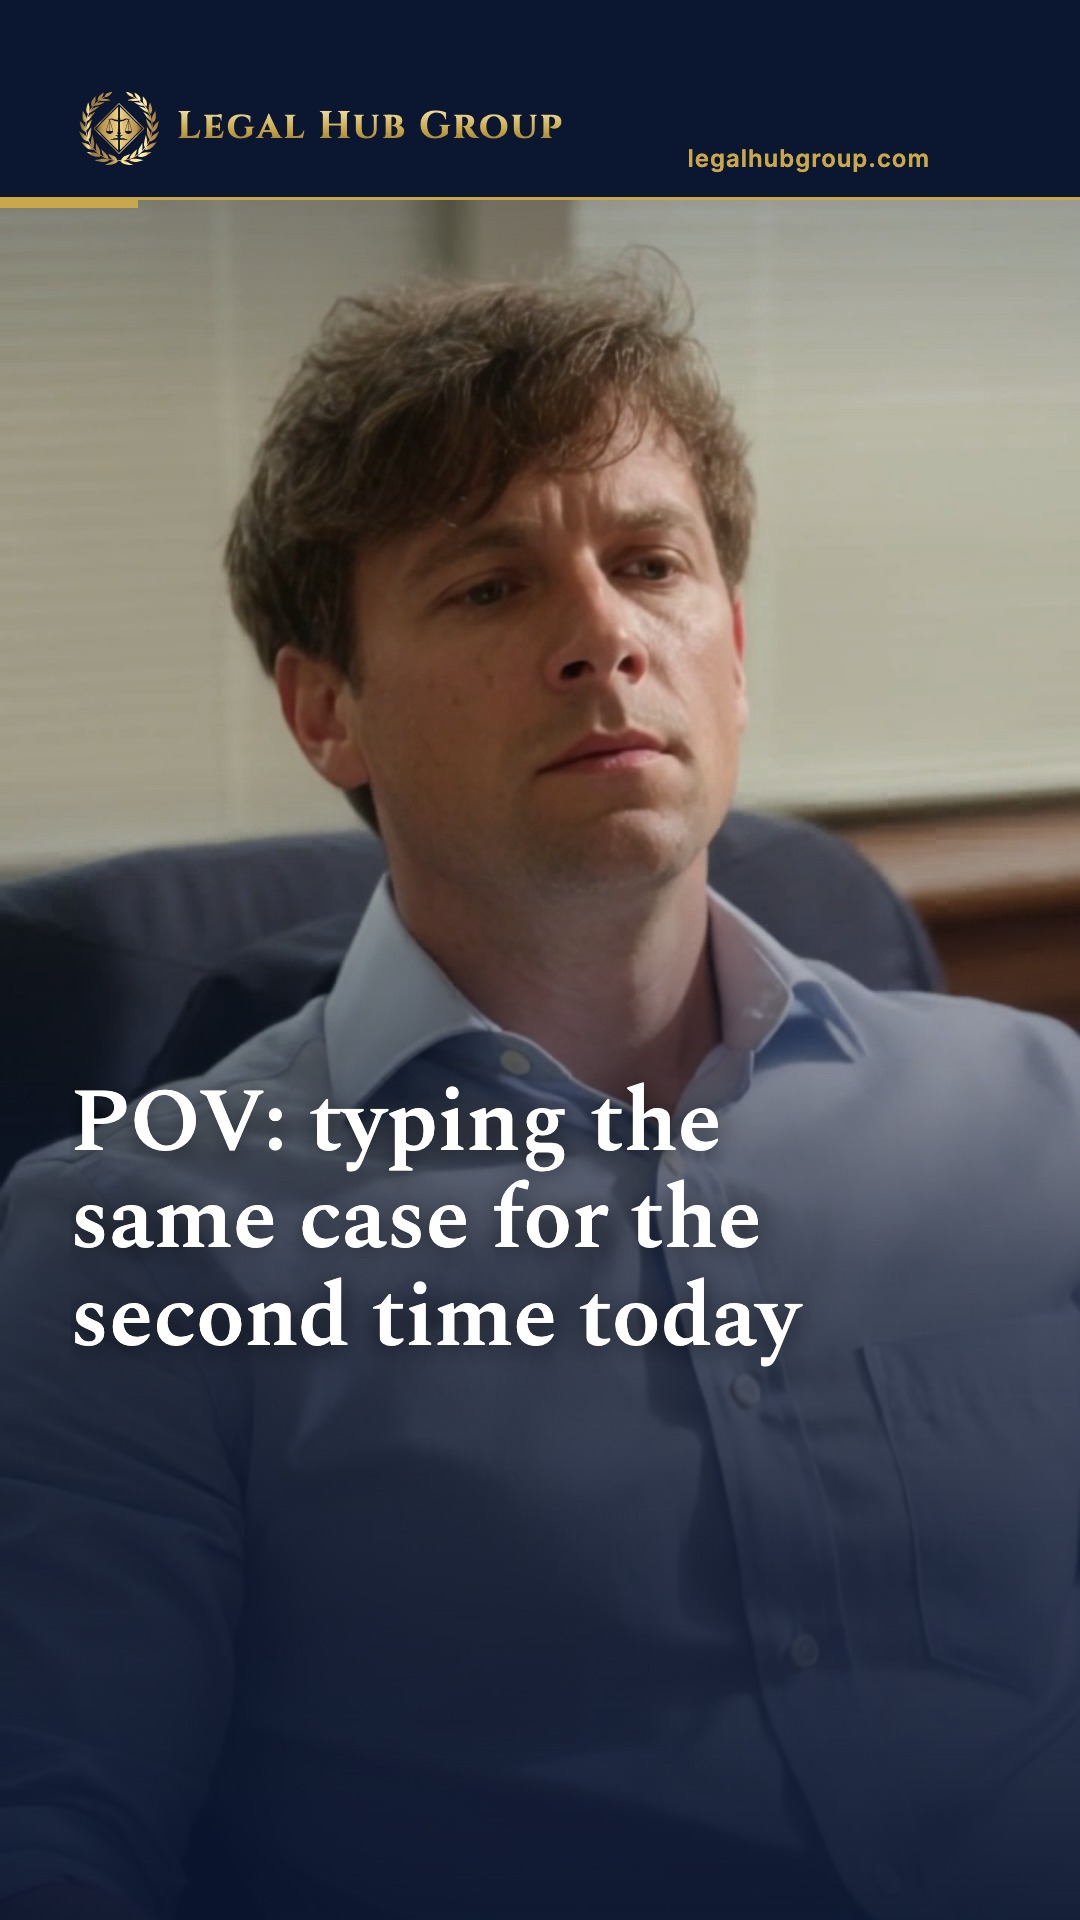 LEGAL HUB GROUP
legalhubgroup.com
POV: typing the
same case for the
second time today